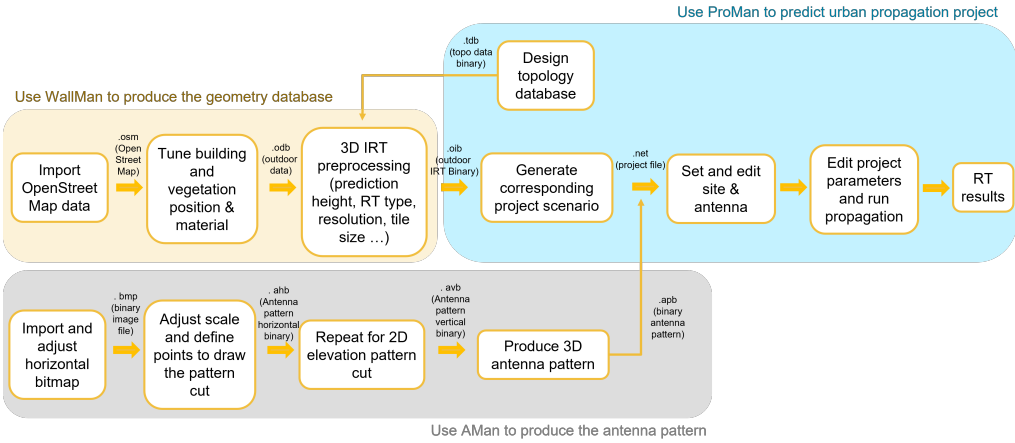 Use ProMan to predict urban propagation project
.tdb
(topo data
binary)
Design
topology
database
Use WallMan to produce the geometry database
Import
OpenStreet
Map data
.osm
(Open
Street
Map)
Tune building
and
vegetation
position &
material
.odb
(outdoor
data)
3D IRT
preprocessing
(prediction
height, RT type,
resolution, tile
size …)
.oib
(outdoor
IRT Binary)
Generate
corresponding
project scenario
.net
(project file)
Set and edit
site &
antenna
Edit project
parameters
and run
propagation
RT
results
Import and
adjust
horizontal
bitmap
. bmp
(binary
image
file)
Adjust scale
and define
points to draw
the pattern
cut
. ahb
(Antenna
pattern
horizontal
binary)
Repeat for 2D
elevation pattern
cut
. avb
(Antenna
pattern
vertical
binary)
Produce 3D
antenna pattern
.apb
(binary
antenna
pattern)
Use AMan to produce the antenna pattern